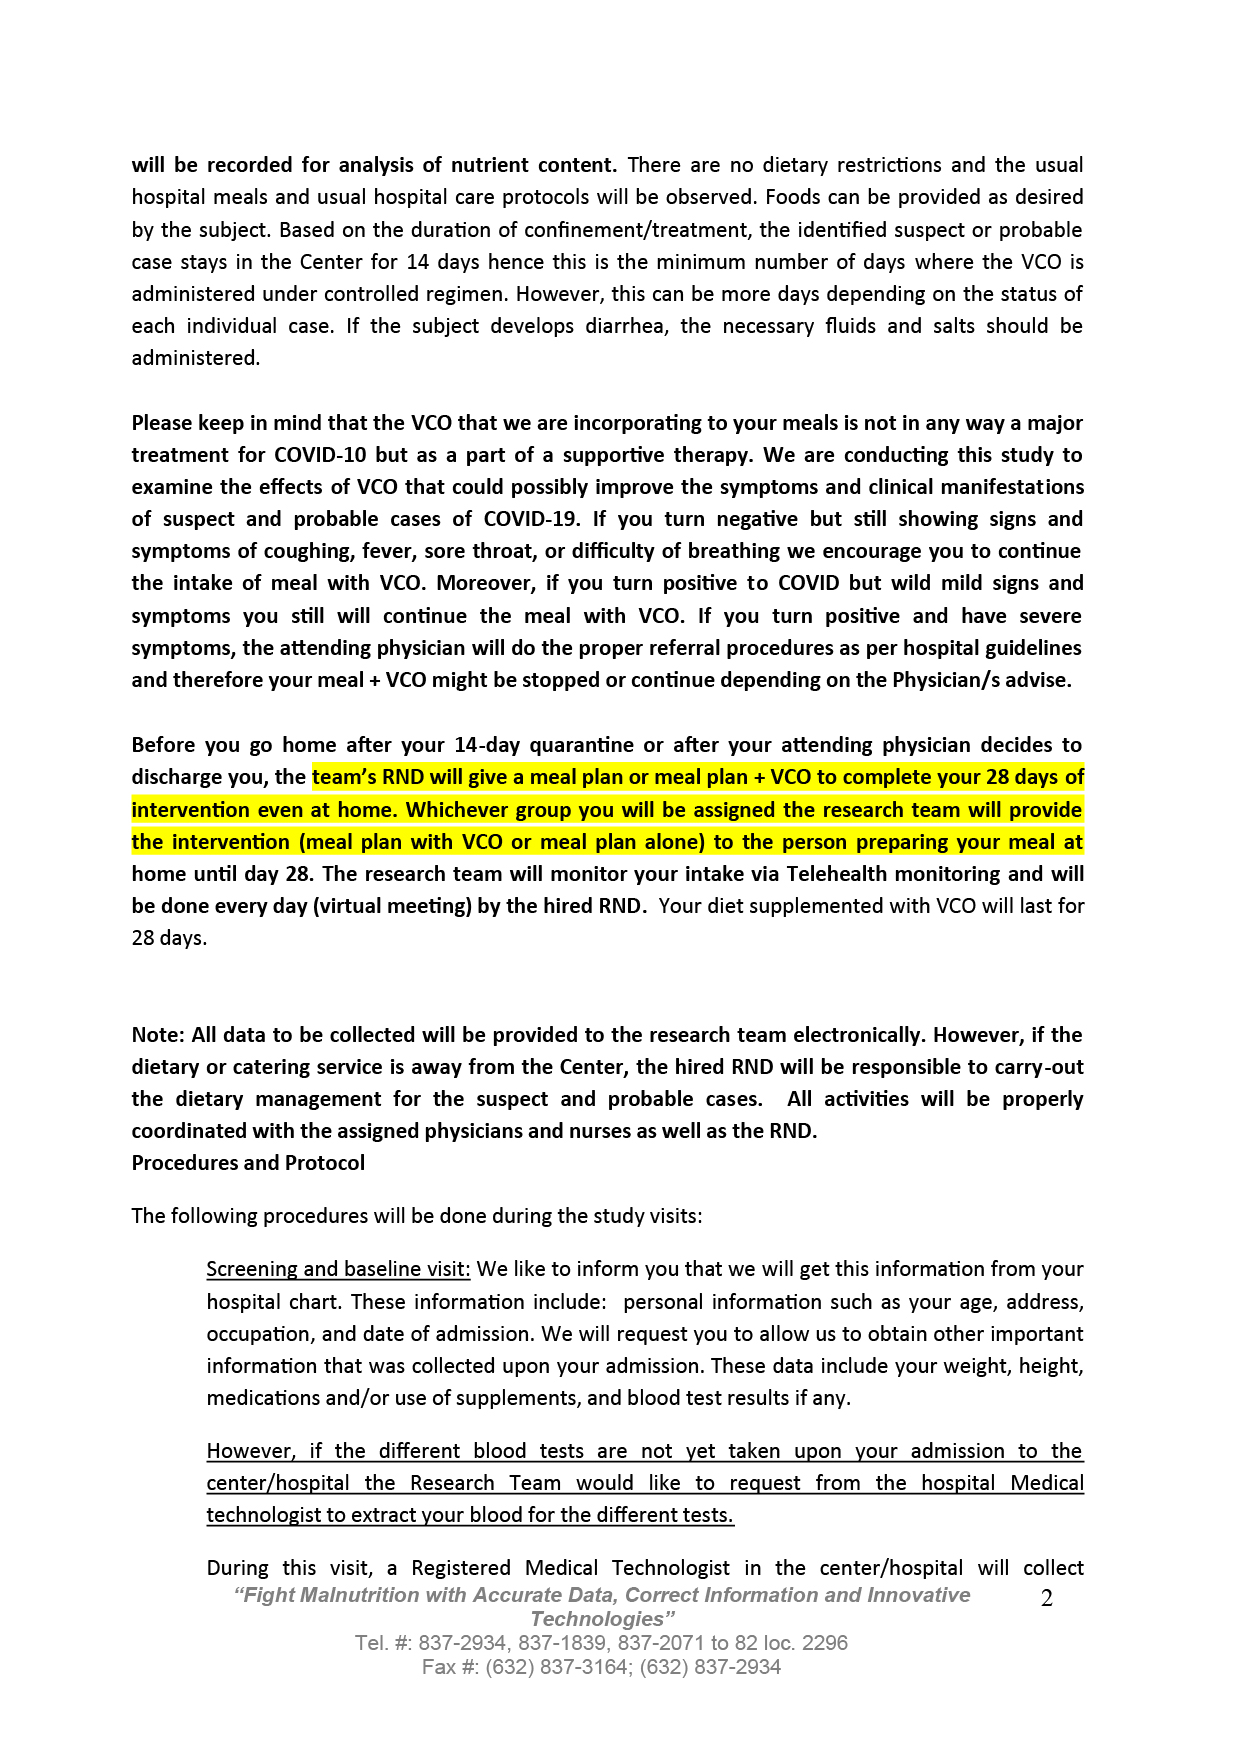 will be recorded for analysis of nutrient content. There are no dietary restrictions and the usual
hospital meals and usual hospital care protocols will be observed. Foods can be provided as desired
by the subject. Based on the duration of confinement/treatment, the identified suspect or probable
case stays in the Center for 14 days hence this is the minimum number of days where the VCO is
administered under controlled regimen. However, this can be more days depending on the status of
each individual case. If the subject develops diarrhea, the necessary fluids and salts should be
administered.
Please keep in mind that the VCO that we are incorporating to your meals is not in any way a major
treatment for COVID-10 but as a part of a supportive therapy. We are conducting this study to
examine the effects of VCO that could possibly improve the symptoms and clinical manifestations
of suspect and probable cases of COVID-19. If you turn negative but still showing signs and
symptoms of coughing, fever, sore throat, or difficulty of breathing we encourage you to continue
the intake of meal with VCO. Moreover, if you turn positive to COVID but wild mild signs and
symptoms you still will continue the meal with VCO. If you turn positive and have severe
symptoms, the attending physician will do the proper referral procedures as per hospital guidelines
and therefore your meal + VCO might be stopped or continue depending on the Physician/s advise.
Before you go home after your 14-day quarantine or after your attending physician decides to
discharge you, the team’s RND will give a meal plan or meal plan + VCO to complete your 28 days of
intervention even at home. Whichever group you will be assigned the research team will provide
the intervention (meal plan with VCO or meal plan alone) to the person preparing your meal at
home until day 28. The research team will monitor your intake via Telehealth monitoring and will
be done every day (virtual meeting) by the hired RND.  Your diet supplemented with VCO will last for
28 days.
Note: All data to be collected will be provided to the research team electronically. However, if the
dietary or catering service is away from the Center, the hired RND will be responsible to carry-out
the dietary management for the suspect and probable cases.  All activities will be properly
coordinated with the assigned physicians and nurses as well as the RND.
Procedures and Protocol
The following procedures will be done during the study visits:
Screening and baseline visit: We like to inform you that we will get this information from your
hospital chart. These information include:  personal information such as your age, address,
occupation, and date of admission. We will request you to allow us to obtain other important
information that was collected upon your admission. These data include your weight, height,
medications and/or use of supplements, and blood test results if any.
However, if the different blood tests are not yet taken upon your admission to the
center/hospital the Research Team would like to request from the hospital Medical
technologist to extract your blood for the different tests.
During this visit, a Registered Medical Technologist in the center/hospital will collect
“Fight Malnutrition with Accurate Data, Correct Information and Innovative
Technologies”
2
Tel. #: 837-2934, 837-1839, 837-2071 to 82 loc. 2296
Fax #: (632) 837-3164; (632) 837-2934